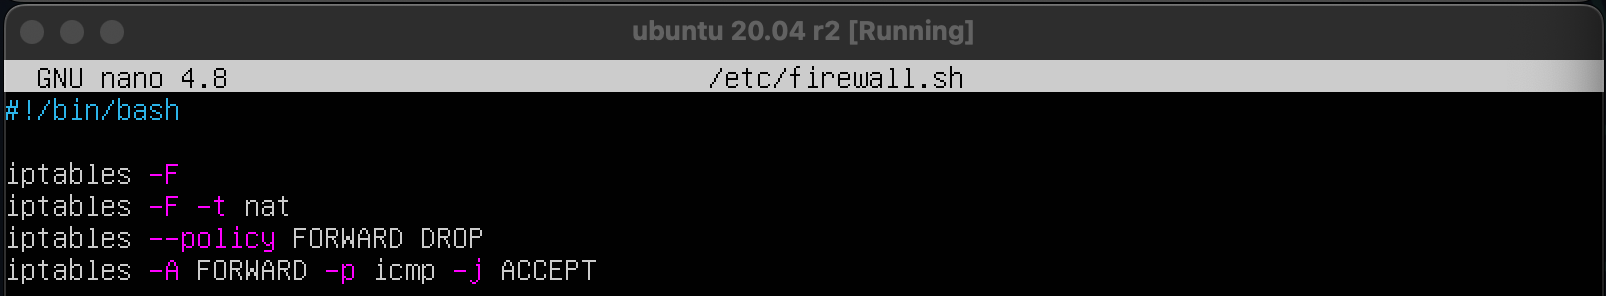 ubuntu 20.04 r2 [Running]
GNU nano 4.8 /etc/firewall.sh
#!/bin/bash
iptables -F
iptables -F -t nat
iptables --policy FORWARD DROP
iptables -A FORWARD -p icmp -j ACCEPT